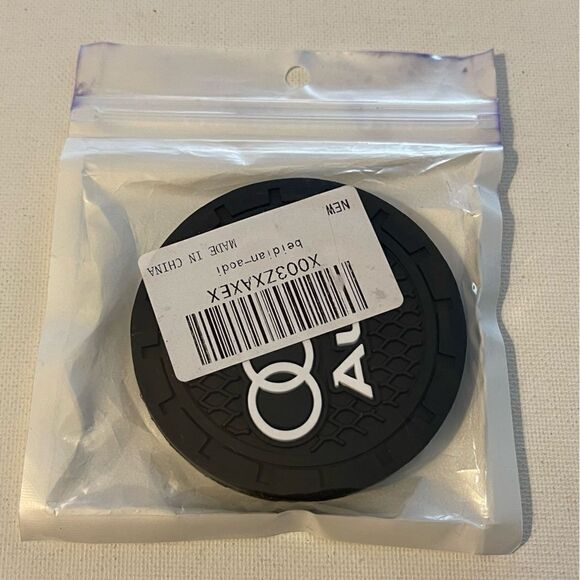 X003ZXAXEX
beidian-aodi
NEW MADE IN CHINA
Au